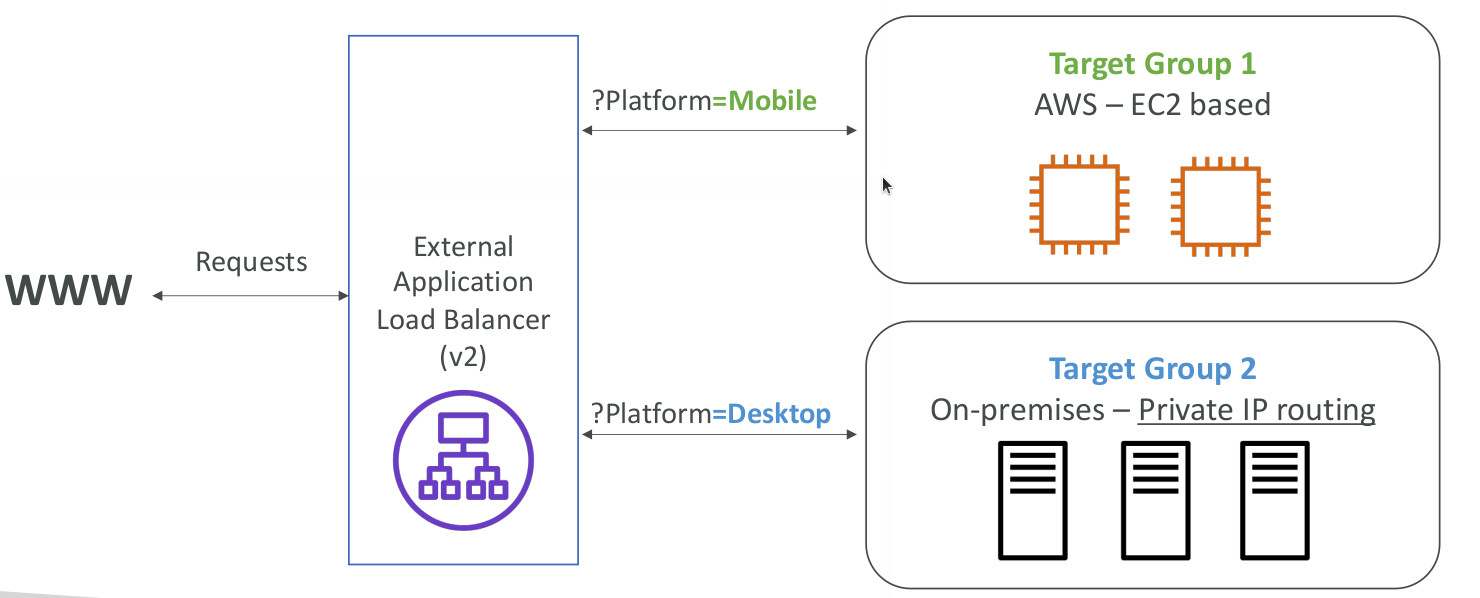 WWW
Requests
External
Application
Load Balancer
(v2)
?Platform=Mobile
?Platform=Desktop
Target Group 1
AWS – EC2 based
Target Group 2
On-premises – Private IP routing